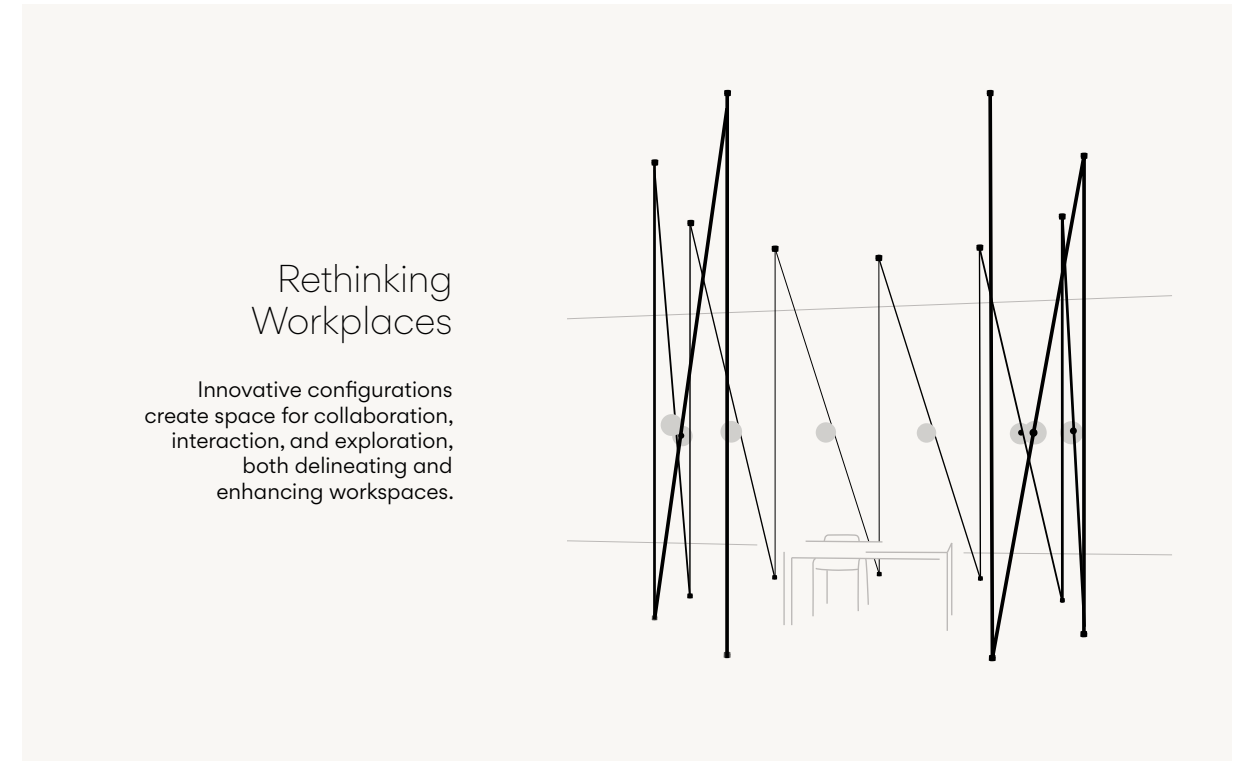 Rethinking
Workplaces
Innovative configurations
create space for collaboration,
interaction, and exploration,
both delineating and
enhancing workspaces.